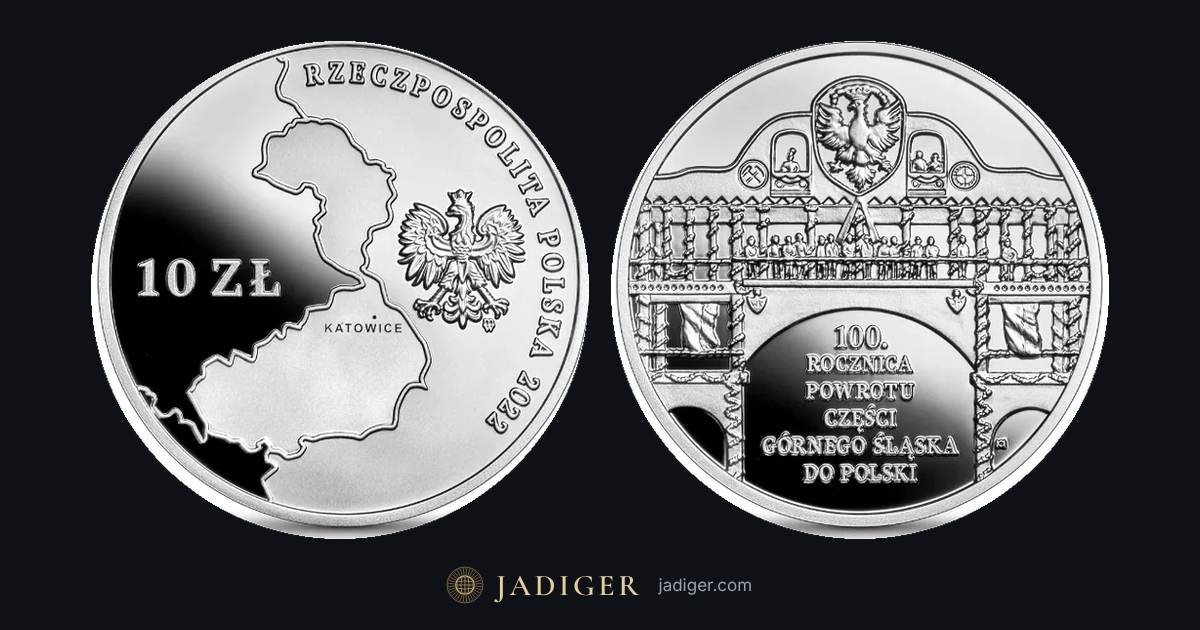 RZECZPOSPOLITA POLSKA 2022
10 ZŁ
KATOWICE
100.
ROCZNICA
POWROTU
CZĘŚCI
GÓRNEGO ŚLĄSKA
DO POLSKI
JADIGER jadiger.com